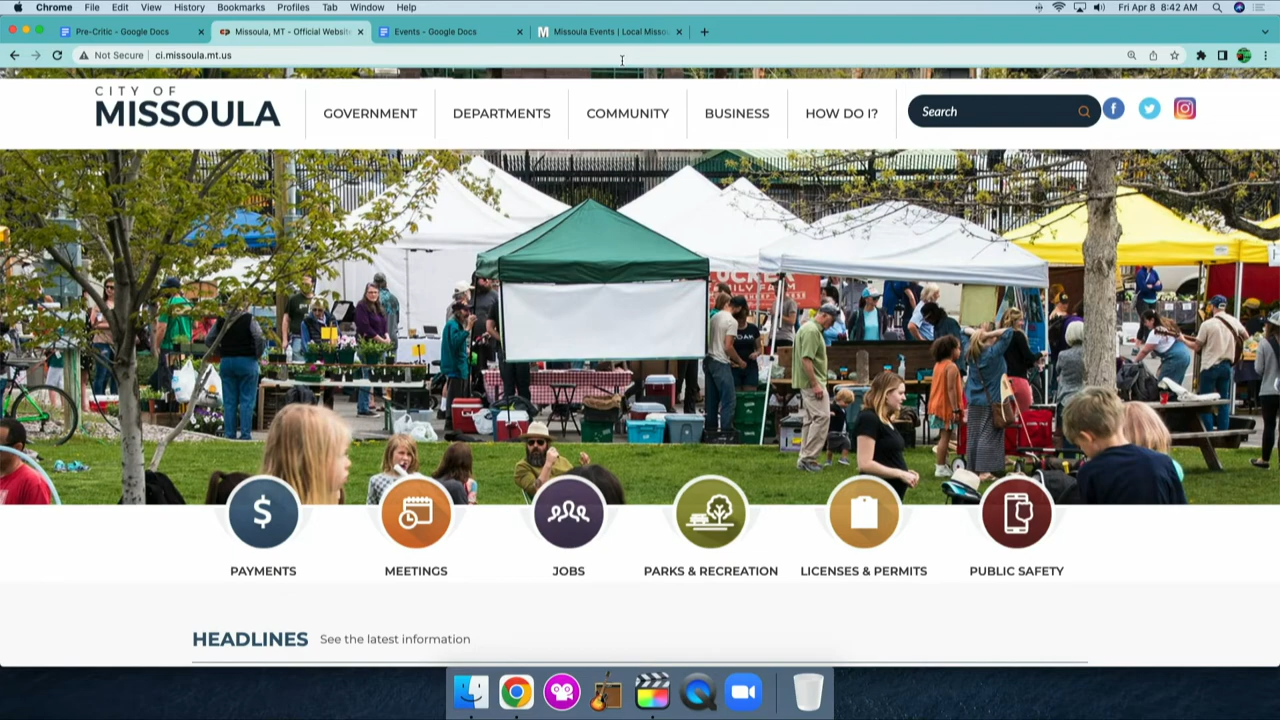 Chrome File Edit View History Bookmarks Profiles Tab Window Help Fri Apr 8 8:42 AM
Pre-Critic - Google Docs Missoula, MT - Official Website Events - Google Docs Missoula Events | Local Missou
Not Secure ci.missoula.mt.us
CITY OF
MISSOULA
GOVERNMENT DEPARTMENTS COMMUNITY BUSINESS HOW DO I? Search
FAMILY FARM
PAYMENTS MEETINGS JOBS PARKS & RECREATION LICENSES & PERMITS PUBLIC SAFETY
HEADLINES See the latest information